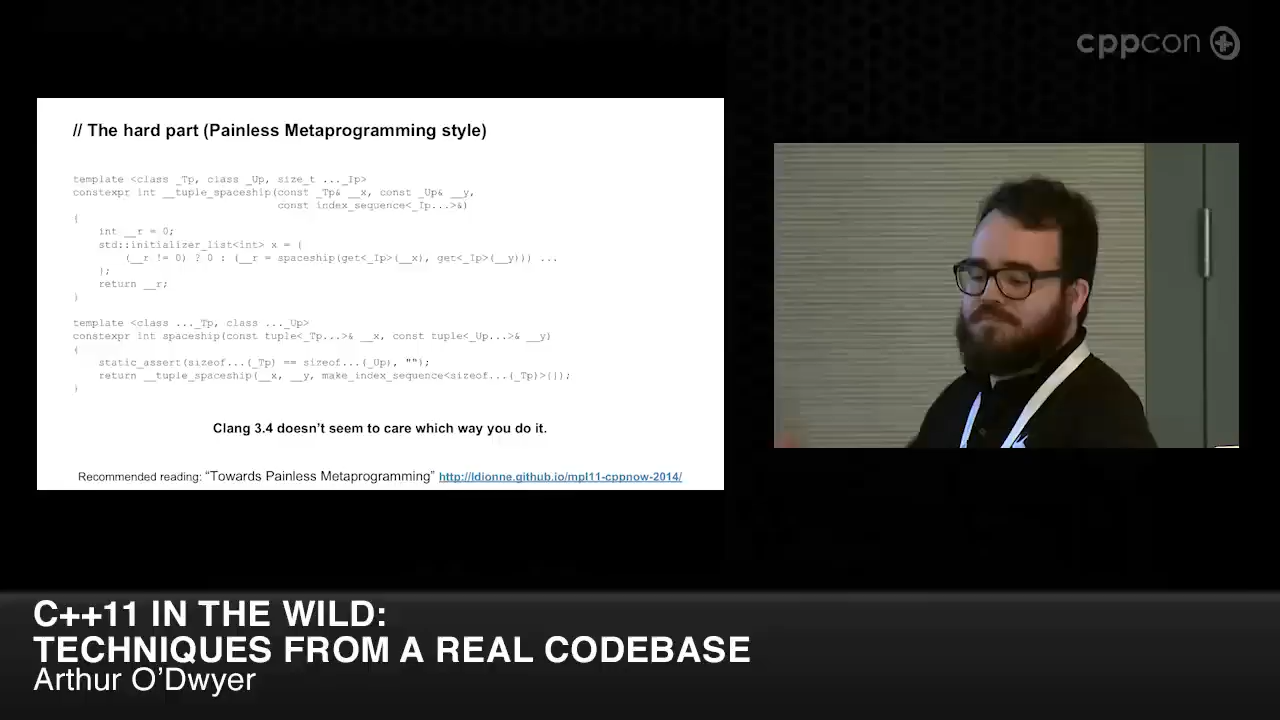 cppcon
// The hard part (Painless Metaprogramming style)
template <class _Tp, class _Up, size_t ..._Ip>
constexpr int __tuple_spaceship(const _Tp& __x, const _Up& __y,
const index_sequence<_Ip...>&)
{
int __r = 0;
std::initializer_list<int> x = {
(__r != 0) ? 0 : (__r = spaceship(get<_Ip>(__x), get<_Ip>(__y))) ...
};
return __r;
}
template <class ..._Tp, class ..._Up>
constexpr int spaceship(const tuple<_Tp...>& __x, const tuple<_Up...>& __y)
{
static_assert(sizeof...(_Tp) == sizeof...(_Up), "");
return __tuple_spaceship(__x, __y, make_index_sequence<sizeof...(_Tp)>{});
}
Clang 3.4 doesn't seem to care which way you do it.
Recommended reading: “Towards Painless Metaprogramming” http://ldionne.github.io/mpl11-cppnow-2014/
C++11 IN THE WILD:
TECHNIQUES FROM A REAL CODEBASE
Arthur O'Dwyer